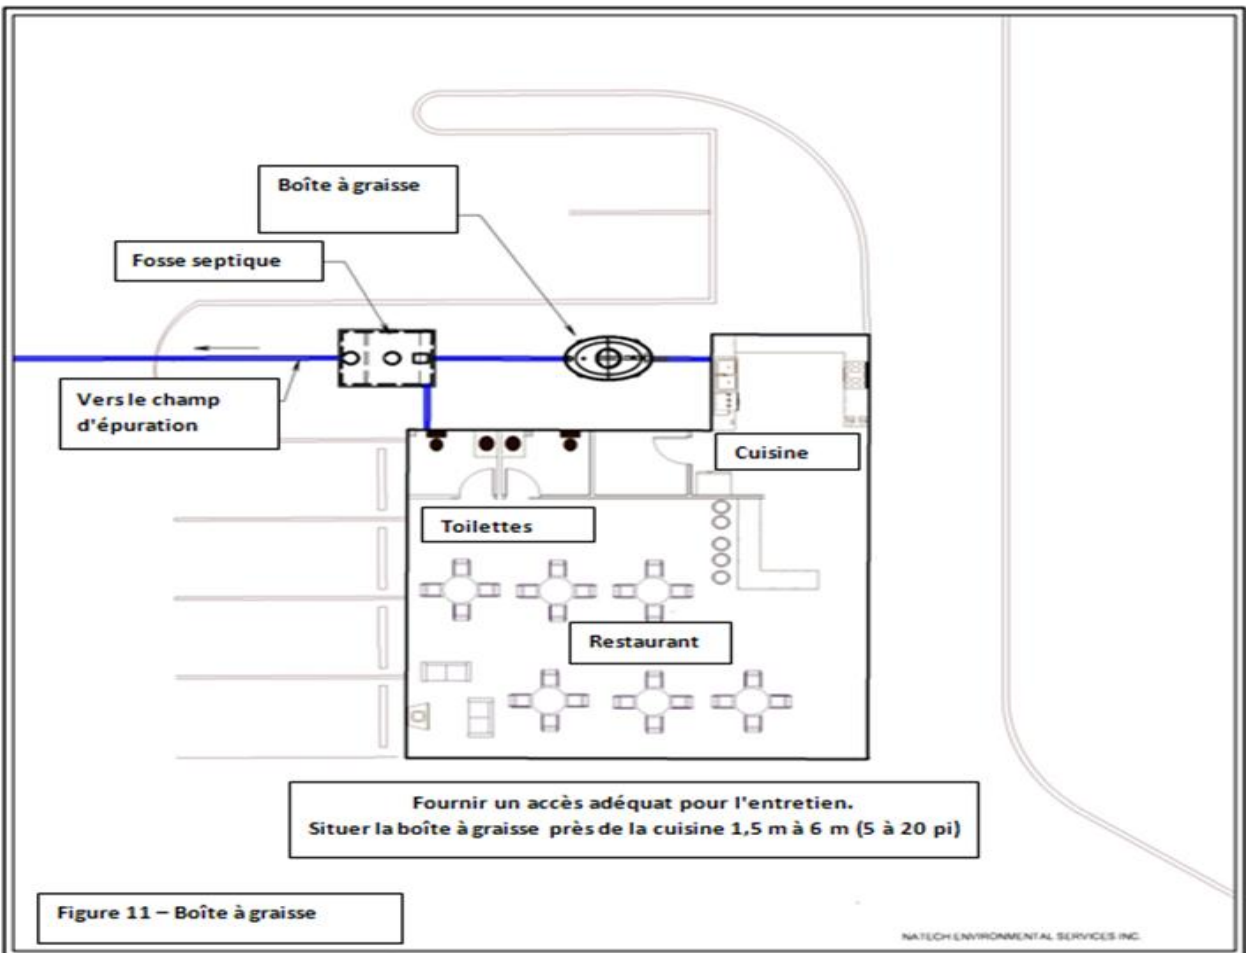 Boîte à graisse
Fosse septique
Vers le champ
d'épuration
Cuisine
Toilettes
Restaurant
Fournir un accès adéquat pour l'entretien.
Situer la boîte à graisse près de la cuisine 1,5 m à 6 m (5 à 20 pi)
Figure 11 – Boîte à graisse
NATECH ENVIRONMENTAL SERVICES INC.